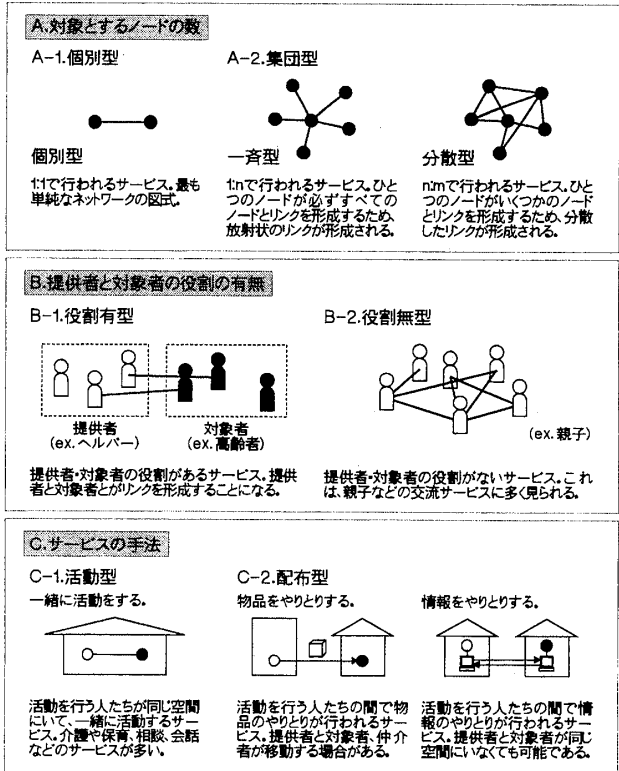 A.対象とするノードの数
A-1.個別型
A-2.集団型
個別型
一斉型
分散型
1:1で行われるサービス。最も
単純なネットワークの図式。
1:nで行われるサービス。ひと
つのノードが必ずすべての
ノードとリンクを形成するため、
放射状のリンクが形成される。
n:mで行われるサービス。ひと
つのノードがいくつかのノード
とリンクを形成するため、分散
したリンクが形成される。
B.提供者と対象者の役割の有無
B-1.役割有型
B-2.役割無型
提供者
(ex.ヘルパー)
対象者
(ex.高齢者)
(ex.親子)
提供者・対象者の役割があるサービス。提供
者と対象者とがリンクを形成することになる。
提供者・対象者の役割がないサービス。これ
は、親子などの交流サービスに多く見られる。
C.サービスの手法
C-1.活動型
C-2.配布型
一緒に活動をする。
物品をやりとりする。
情報をやりとりする。
活動を行う人たちが同じ空間
にいて、一緒に活動するサー
ビス。介護や保育、相談、会話
などのサービスが多い。
活動を行う人たちの間で物
品のやりとりが行われるサー
ビス。提供者と対象者、仲介
者が移動する場合がある。
活動を行う人たちの間で情
報のやりとりが行われるサー
ビス。提供者と対象者が同じ
空間にいなくても可能である。